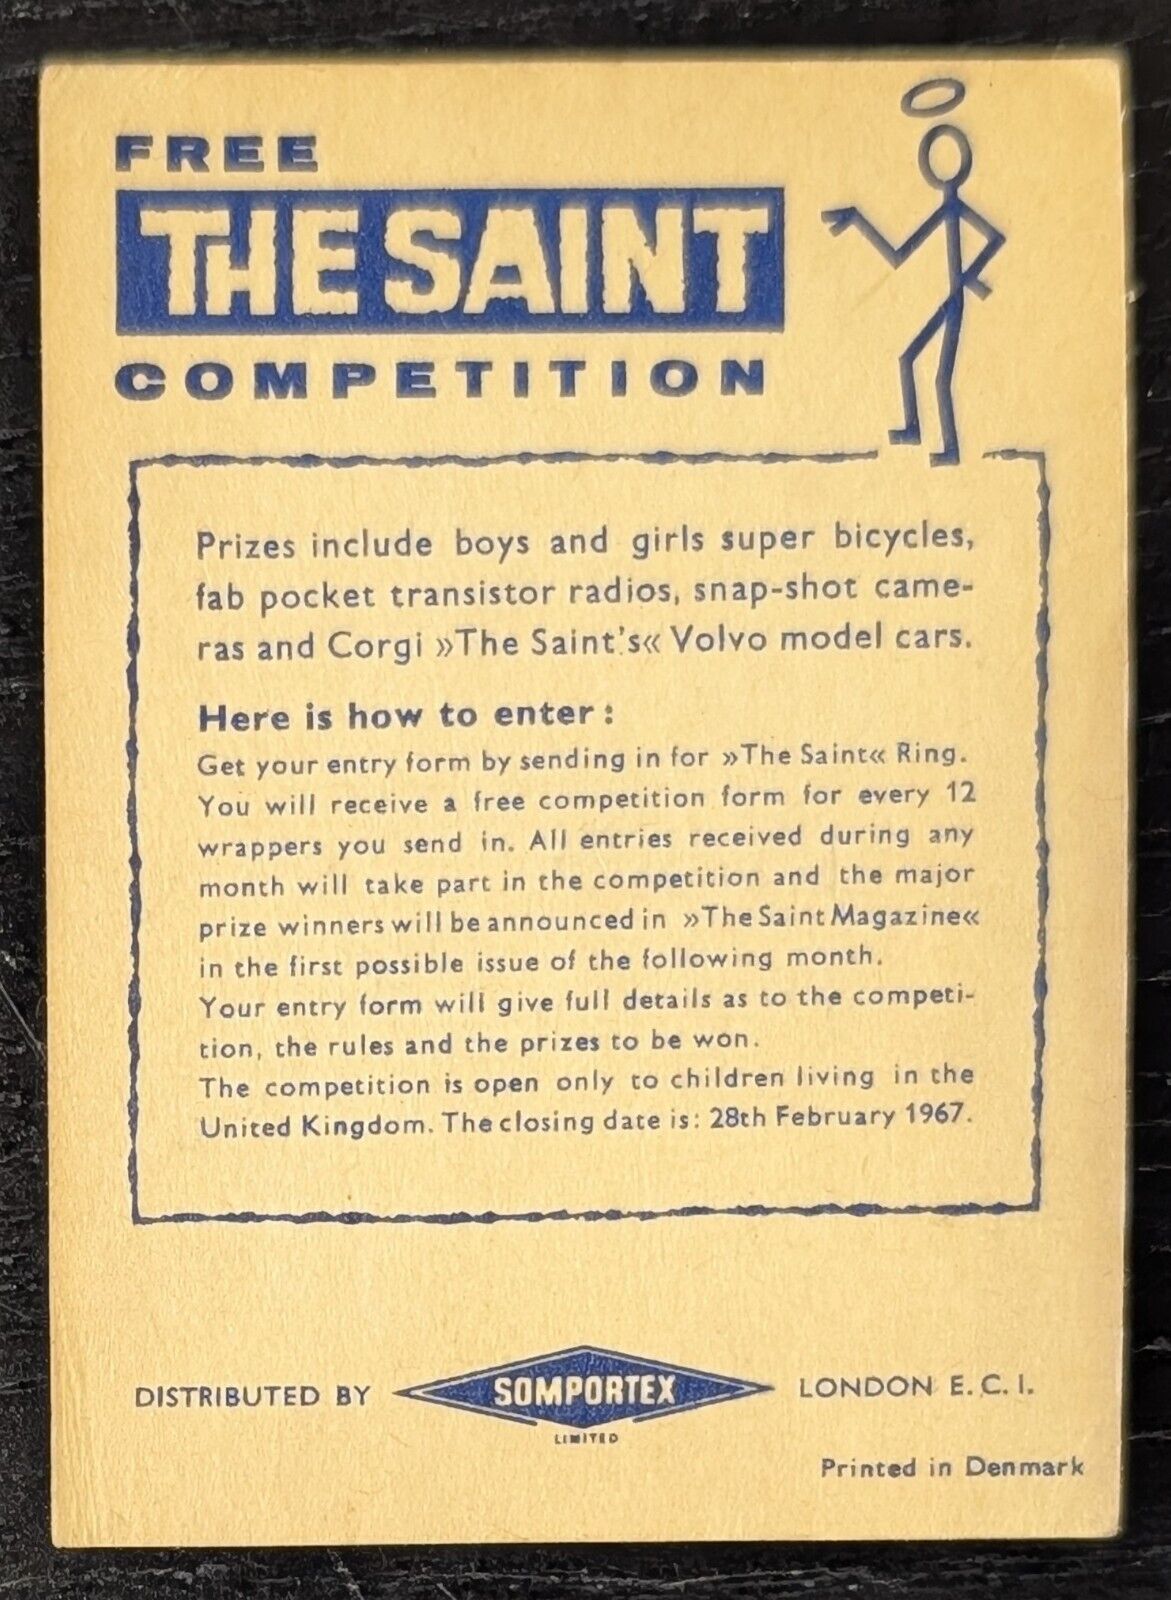 FREE
THE SAINT
COMPETITION
Prizes include boys and girls super bicycles,
fab pocket transistor radios, snap-shot came-
ras and Corgi »The Saint's« Volvo model cars.
Here is how to enter:
Get your entry form by sending in for »The Saint« Ring.
You will receive a free competition form for every 12
wrappers you send in. All entries received during any
month will take part in the competition and the major
prize winners will be announced in »The Saint Magazine«
in the first possible issue of the following month.
Your entry form will give full details as to the competi-
tion, the rules and the prizes to be won.
The competition is open only to children living in the
United Kingdom. The closing date is: 28th February 1967.
DISTRIBUTED BY SOMPORTEX LONDON E.C.I.
LIMITED
Printed in Denmark